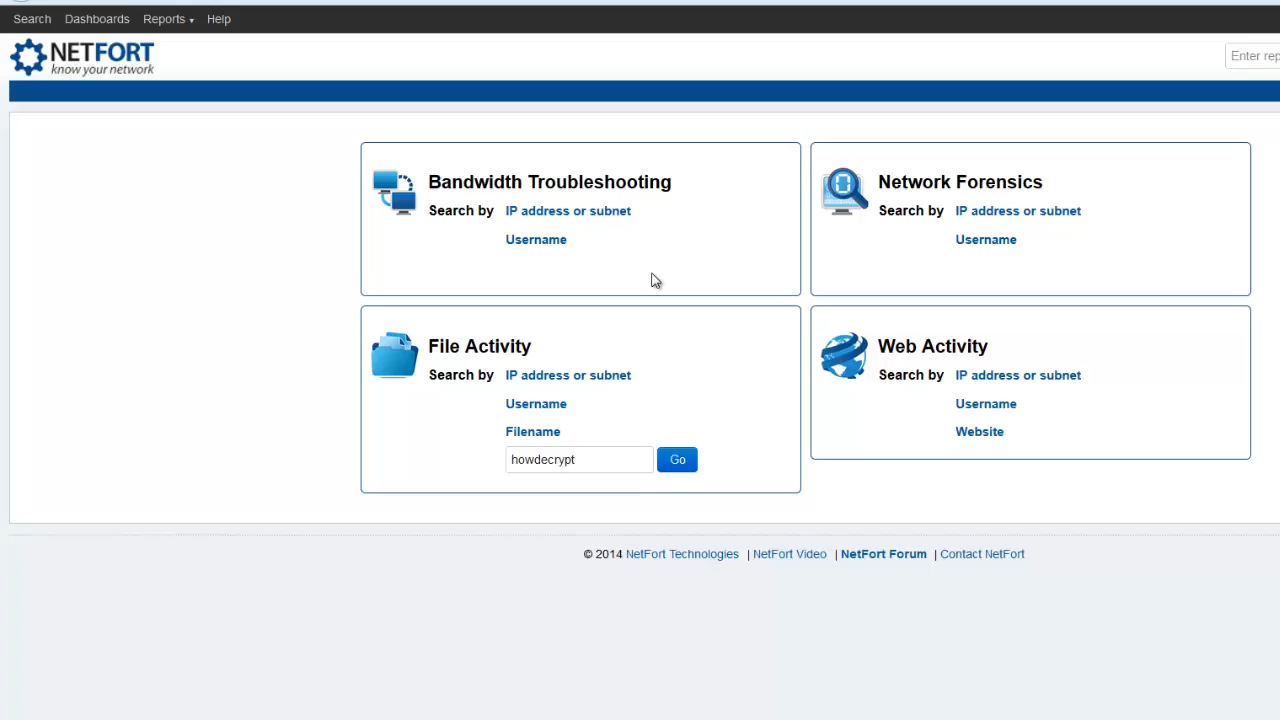 Search Dashboards Reports Help
NETFORT
know your network
Enter rep
Bandwidth Troubleshooting
Search by IP address or subnet
Username
Network Forensics
Search by IP address or subnet
Username
File Activity
Search by IP address or subnet
Username
Filename
howdecrypt Go
Web Activity
Search by IP address or subnet
Username
Website
© 2014 NetFort Technologies | NetFort Video | NetFort Forum | Contact NetFort